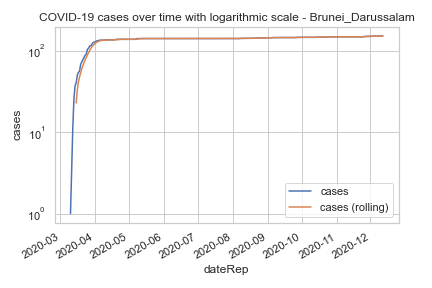 COVID-19 cases over time with logarithmic scale - Brunei_Darussalam
10²
10¹
10⁰
cases
cases
cases (rolling)
2020-03
2020-04
2020-05
2020-06
2020-07
2020-08
2020-09
2020-10
2020-11
2020-12
dateRep